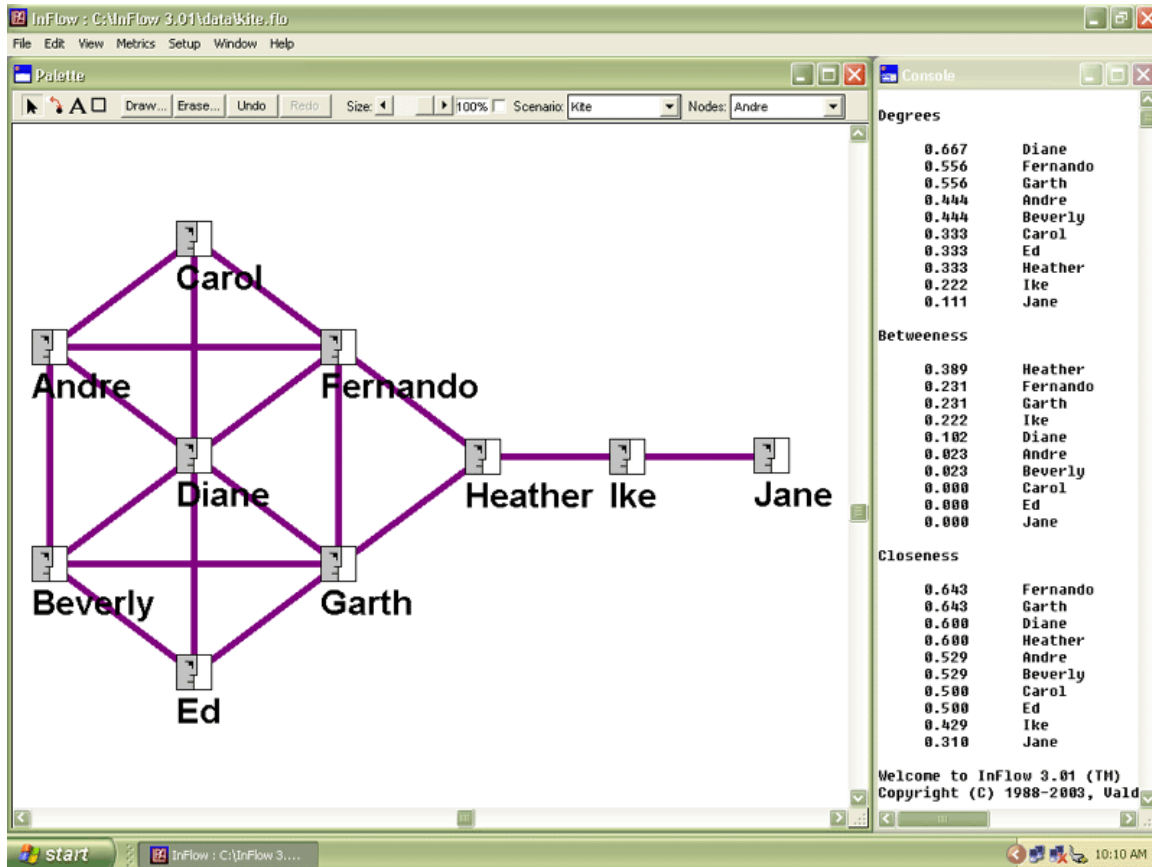 InFlow : C:\InFlow 3.01\data\kite.flo
File Edit View Metrics Setup Window Help
Palette
Draw... Erase... Undo Redo Size: 100% Scenario: Kite Nodes: Andre
Carol
Andre
Fernando
Diane
Heather
Ike
Jane
Beverly
Garth
Ed
Console
Degrees
0.667 Diane
0.556 Fernando
0.556 Garth
0.444 Andre
0.444 Beverly
0.333 Carol
0.333 Ed
0.333 Heather
0.222 Ike
0.111 Jane
Betweeness
0.389 Heather
0.231 Fernando
0.231 Garth
0.222 Ike
0.102 Diane
0.023 Andre
0.023 Beverly
0.000 Carol
0.000 Ed
0.000 Jane
Closeness
0.643 Fernando
0.643 Garth
0.600 Diane
0.600 Heather
0.529 Andre
0.529 Beverly
0.500 Carol
0.500 Ed
0.429 Ike
0.310 Jane
Welcome to InFlow 3.01 (TM)
Copyright (C) 1988-2003, Vald
start InFlow : C:\InFlow 3.... 10:10 AM